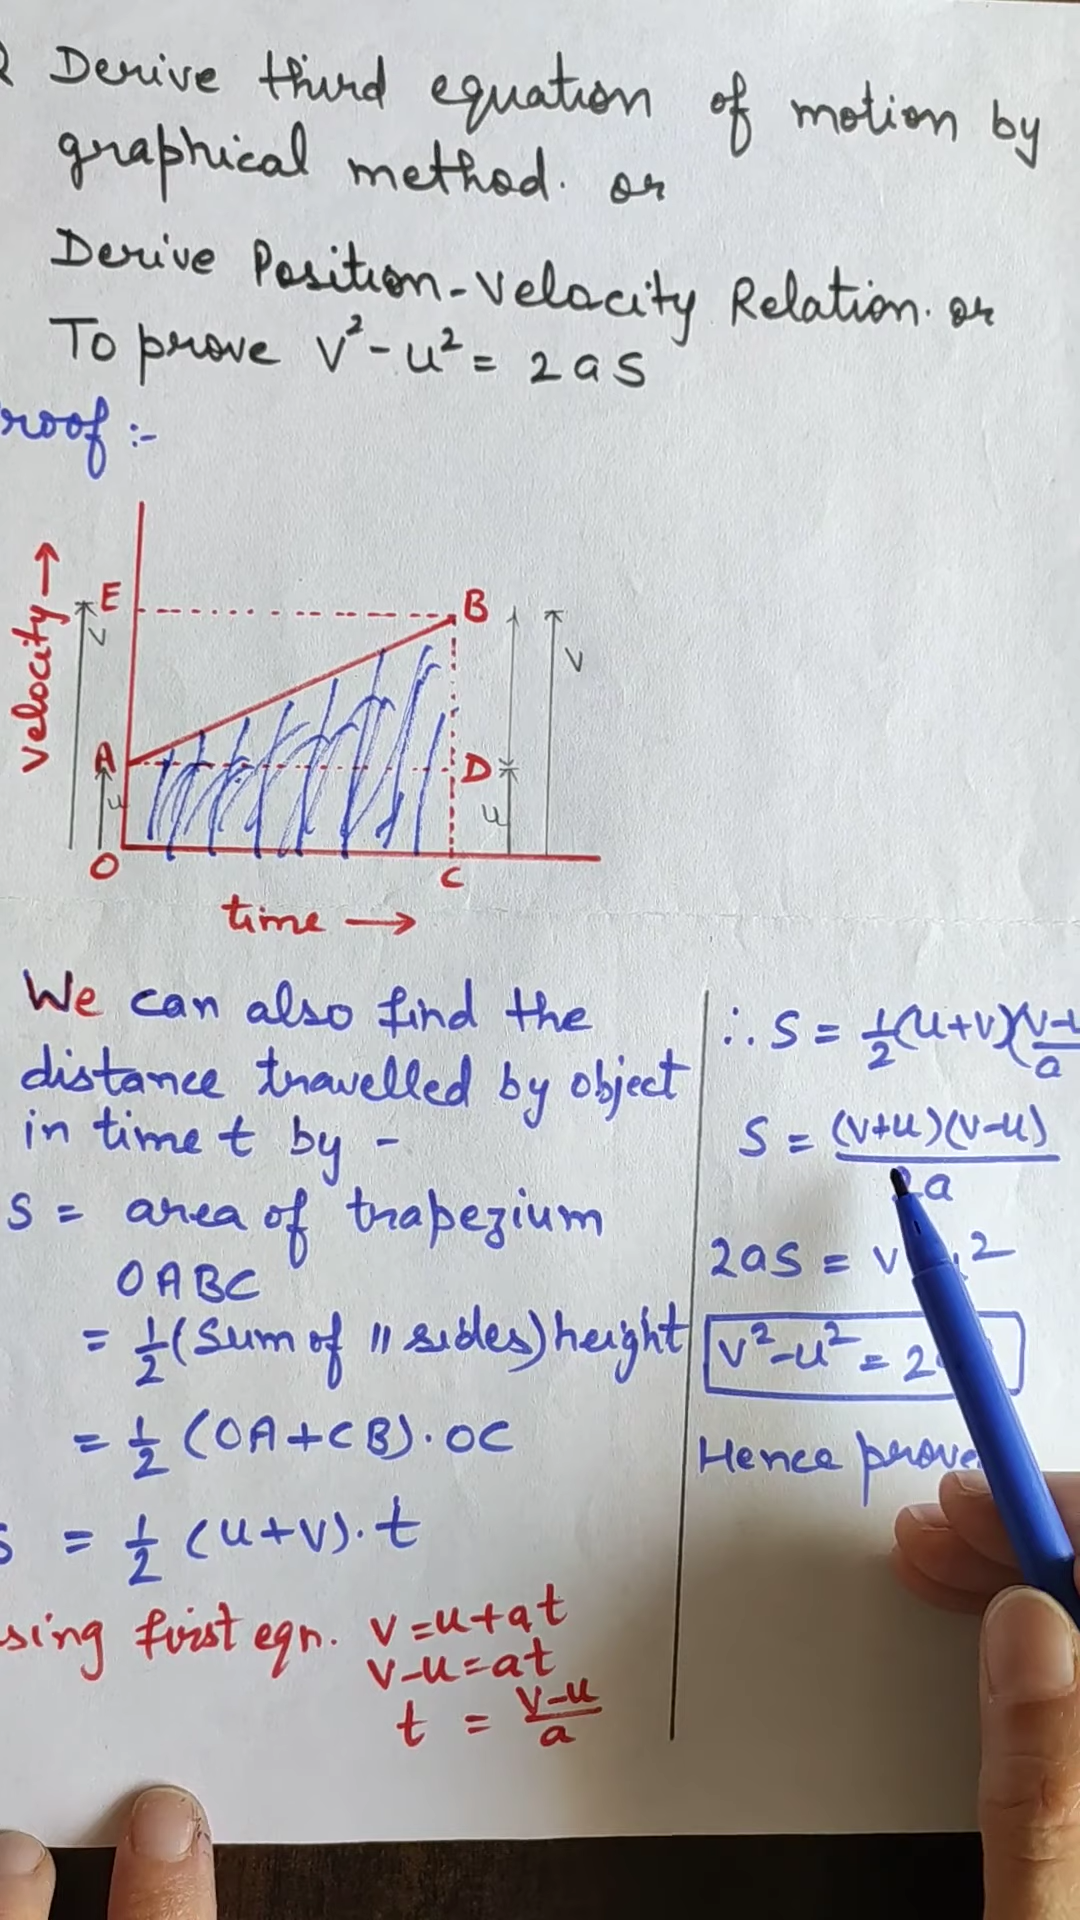 Derive third equation of motion by
graphical method. or
Derive Position-Velocity Relation. or
To prove v² - u² = 2as
roof :-
velocity →
E
B
v
v
A
D
u
u
O
C
time →
We can also find the
distance travelled by object
in time t by -
S = area of trapezium
OABC
= 1/2 (Sum of || sides) height
= 1/2 (OA+CB).OC
S = 1/2 (u+v).t
sing first eqn. v=u+at
v-u=at
t = v-u/a
∴ S = 1/2 (u+v)(v-u/a
S = (v+u)(v-u)/2a
2as = v 2
v²-u² = 2
Hence prove